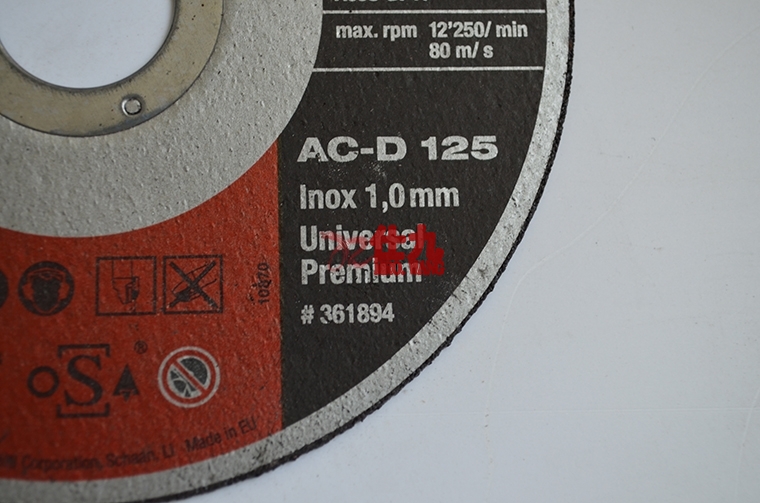 max. rpm 12'250/ min
80 m/ s
AC-D 125
Inox 1,0 mm
Universal
Premium
# 361894
10820
oSA ®
Corporation, Schaan, LI Made in EU